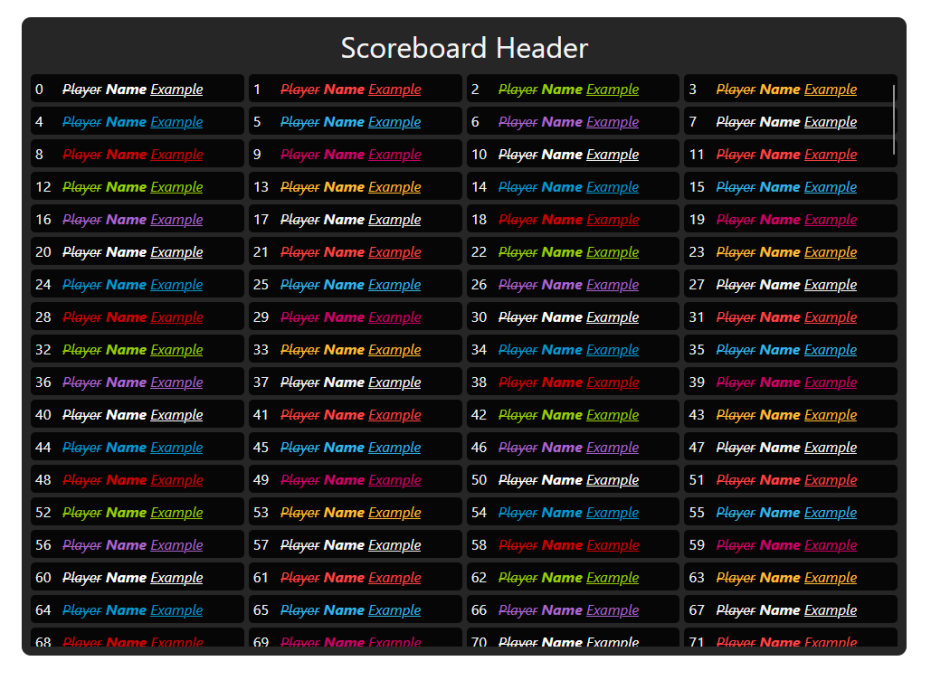 Scoreboard Header
0 Player Name Example 1 Player Name Example 2 Player Name Example 3 Player Name Example
4 Player Name Example 5 Player Name Example 6 Player Name Example 7 Player Name Example
8 Player Name Example 9 Player Name Example 10 Player Name Example 11 Player Name Example
12 Player Name Example 13 Player Name Example 14 Player Name Example 15 Player Name Example
16 Player Name Example 17 Player Name Example 18 Player Name Example 19 Player Name Example
20 Player Name Example 21 Player Name Example 22 Player Name Example 23 Player Name Example
24 Player Name Example 25 Player Name Example 26 Player Name Example 27 Player Name Example
28 Player Name Example 29 Player Name Example 30 Player Name Example 31 Player Name Example
32 Player Name Example 33 Player Name Example 34 Player Name Example 35 Player Name Example
36 Player Name Example 37 Player Name Example 38 Player Name Example 39 Player Name Example
40 Player Name Example 41 Player Name Example 42 Player Name Example 43 Player Name Example
44 Player Name Example 45 Player Name Example 46 Player Name Example 47 Player Name Example
48 Player Name Example 49 Player Name Example 50 Player Name Example 51 Player Name Example
52 Player Name Example 53 Player Name Example 54 Player Name Example 55 Player Name Example
56 Player Name Example 57 Player Name Example 58 Player Name Example 59 Player Name Example
60 Player Name Example 61 Player Name Example 62 Player Name Example 63 Player Name Example
64 Player Name Example 65 Player Name Example 66 Player Name Example 67 Player Name Example
68 Player Name Example 69 Player Name Example 70 Player Name Example 71 Player Name Example